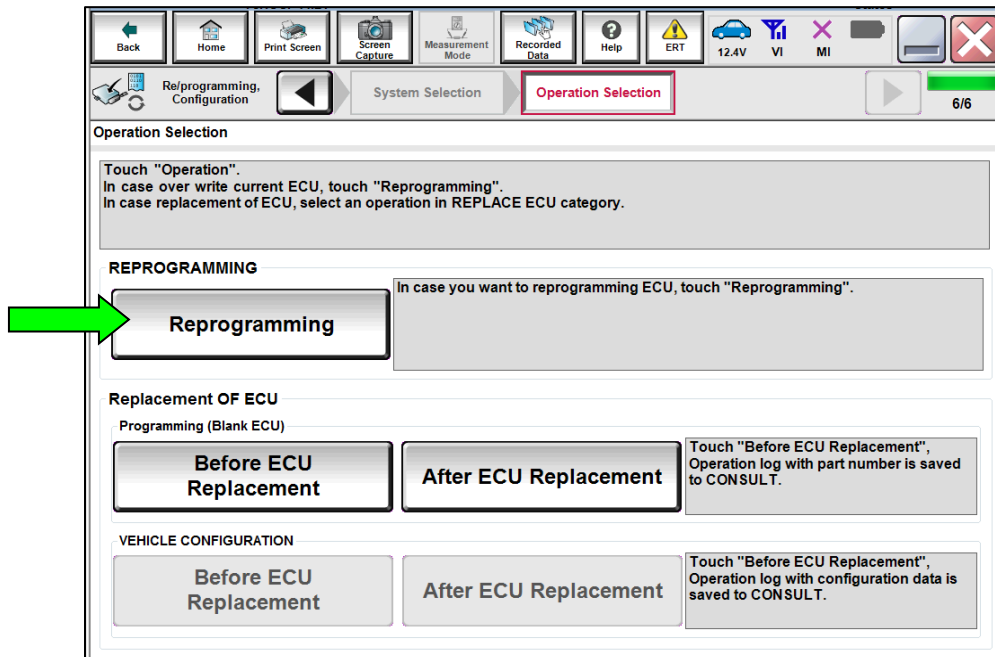 Back
Home
Print Screen
Screen
Capture
Measurement
Mode
Recorded
Data
Help
ERT
12.4V
VI
MI
Re/programming,
Configuration
System Selection
Operation Selection
6/6
Operation Selection
Touch "Operation".
In case over write current ECU, touch "Reprogramming".
In case replacement of ECU, select an operation in REPLACE ECU category.
REPROGRAMMING
Reprogramming
In case you want to reprogramming ECU, touch "Reprogramming".
Replacement OF ECU
Programming (Blank ECU)
Before ECU
Replacement
After ECU Replacement
Touch "Before ECU Replacement",
Operation log with part number is saved
to CONSULT.
VEHICLE CONFIGURATION
Before ECU
Replacement
After ECU Replacement
Touch "Before ECU Replacement",
Operation log with configuration data is
saved to CONSULT.